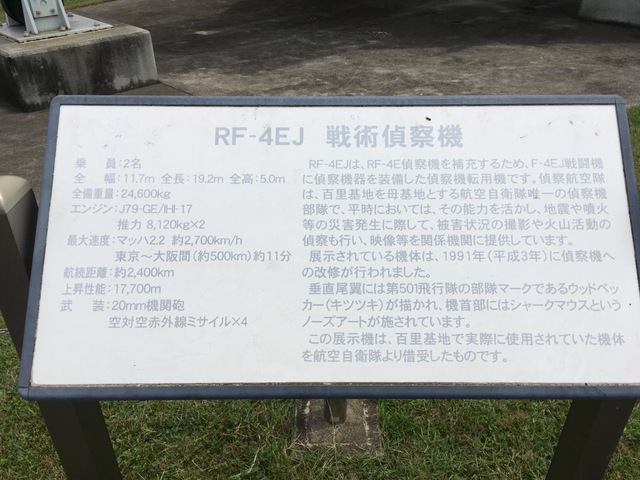 RF-4EJ 戦術偵察機
乗 員：2名
全 幅：11.7m 全長：19.2m 全高：5.0m
全備重量：24,600kg
エンジン：J79-GE/IHI-17
推力 8,120kg×2
最大速度：マッハ2.2 約2,700km/h
東京～大阪間（約500km）約11分
航続距離：約2,400km
上昇性能：17,700m
武 装：20mm機関砲
空対空赤外線ミサイル×4
RF-4EJは、RF-4E偵察機を補充するため、F-4EJ戦闘機
に偵察機器を装備した偵察機転用機です。偵察航空隊
は、百里基地を母基地とする航空自衛隊唯一の偵察機
部隊で、平時においては、その能力を活かし、地震や噴火
等の災害発生に際して、被害状況の撮影や火山活動の
偵察も行い、映像等を関係機関に提供しています。
展示されている機体は、1991年（平成3年）に偵察機へ
の改修が行われました。
垂直尾翼には第501飛行隊の部隊マークであるウッドペッ
カー（キツツキ）が描かれ、機首部にはシャークマウスという
ノーズアートが施されています。
この展示機は、百里基地で実際に使用されていた機体
を航空自衛隊より借受したものです。